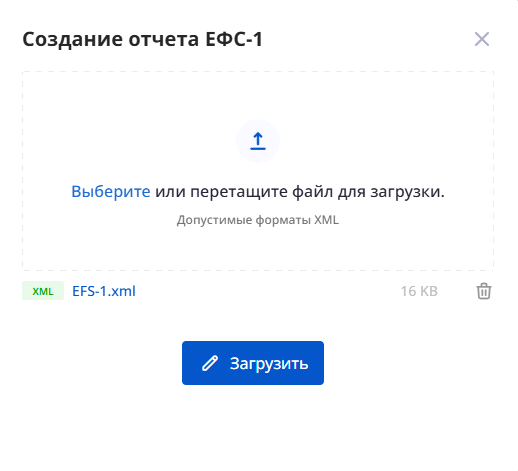 Создание отчета ЕФС-1
Выберите или перетащите файл для загрузки.
Допустимые форматы XML
XML EFS-1.xml 16 KB
Загрузить